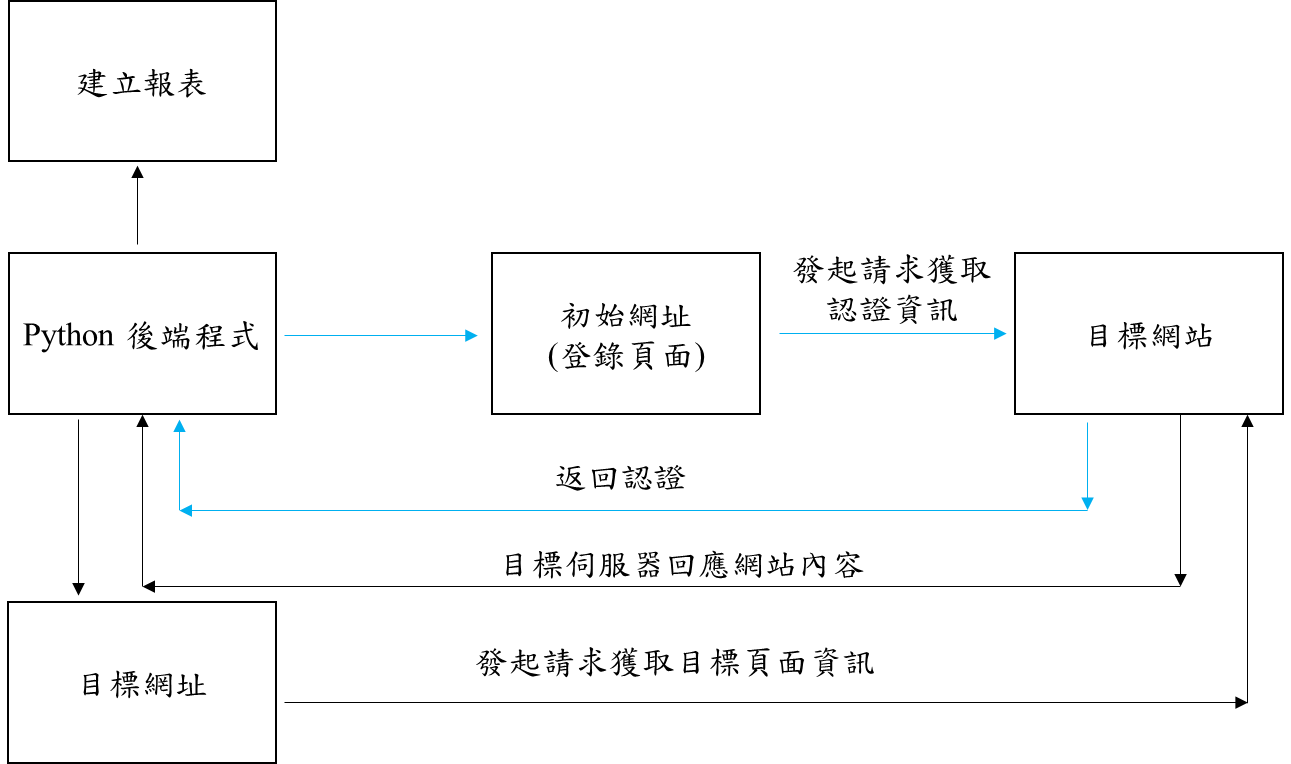 建立報表
Python 後端程式
初始網址
(登錄頁面)
發起請求獲取
認證資訊
目標網站
返回認證
目標伺服器回應網站內容
發起請求獲取目標頁面資訊
目標網址